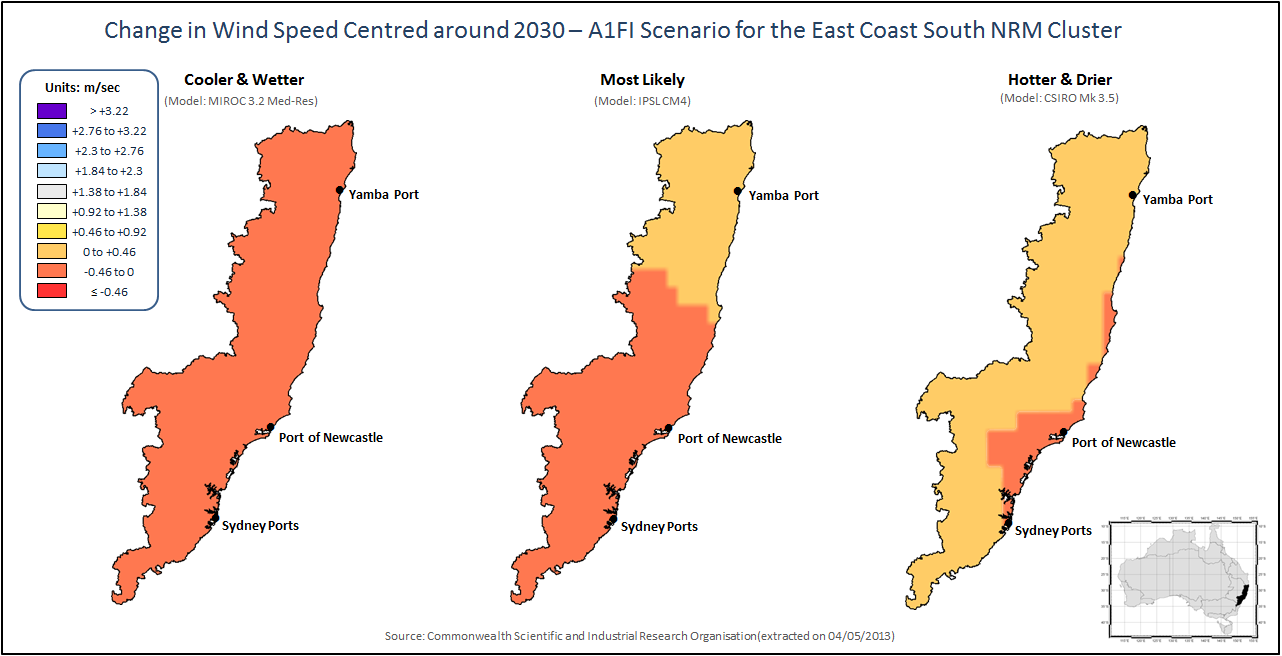 Change in Wind Speed Centred around 2030 – A1FI Scenario for the East Coast South NRM Cluster
Units: m/sec
> +3.22
+2.76 to +3.22
+2.3 to +2.76
+1.84 to +2.3
+1.38 to +1.84
+0.92 to +1.38
+0.46 to +0.92
0 to +0.46
-0.46 to 0
≤ -0.46
Cooler & Wetter
(Model: MIROC 3.2 Med-Res)
Yamba Port
Port of Newcastle
Sydney Ports
Most Likely
(Model: IPSL CM4)
Yamba Port
Port of Newcastle
Sydney Ports
Hotter & Drier
(Model: CSIRO Mk 3.5)
Yamba Port
Port of Newcastle
Sydney Ports
Source: Commonwealth Scientific and Industrial Research Organisation(extracted on 04/05/2013)